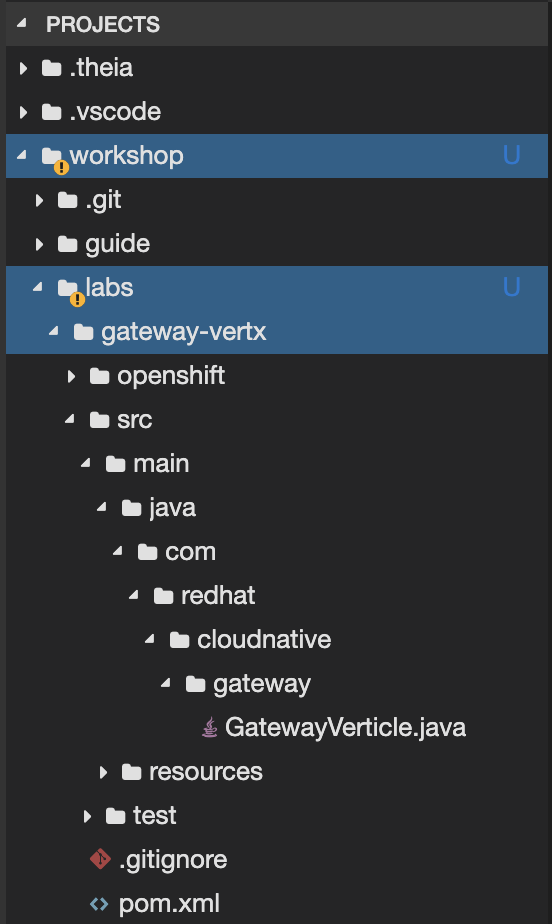 PROJECTS
.theia
.vscode
workshop U
.git
guide
labs U
gateway-vertx
openshift
src
main
java
com
redhat
cloudnative
gateway
GatewayVerticle.java
resources
test
.gitignore
pom.xml